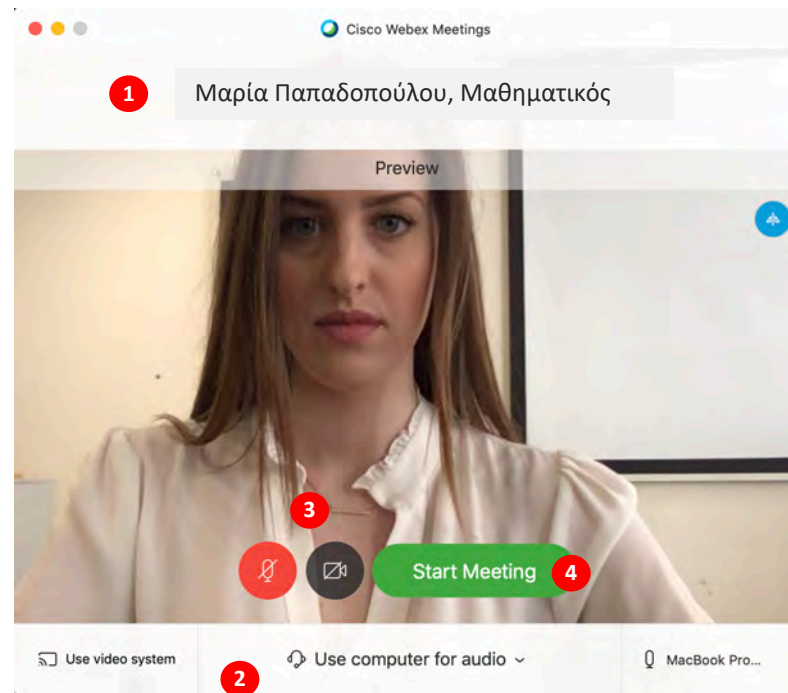 Cisco Webex Meetings
1
Μαρία Παπαδοπούλου, Μαθηματικός
Preview
3
Start Meeting
4
Use video system
2
Use computer for audio
MacBook Pro...